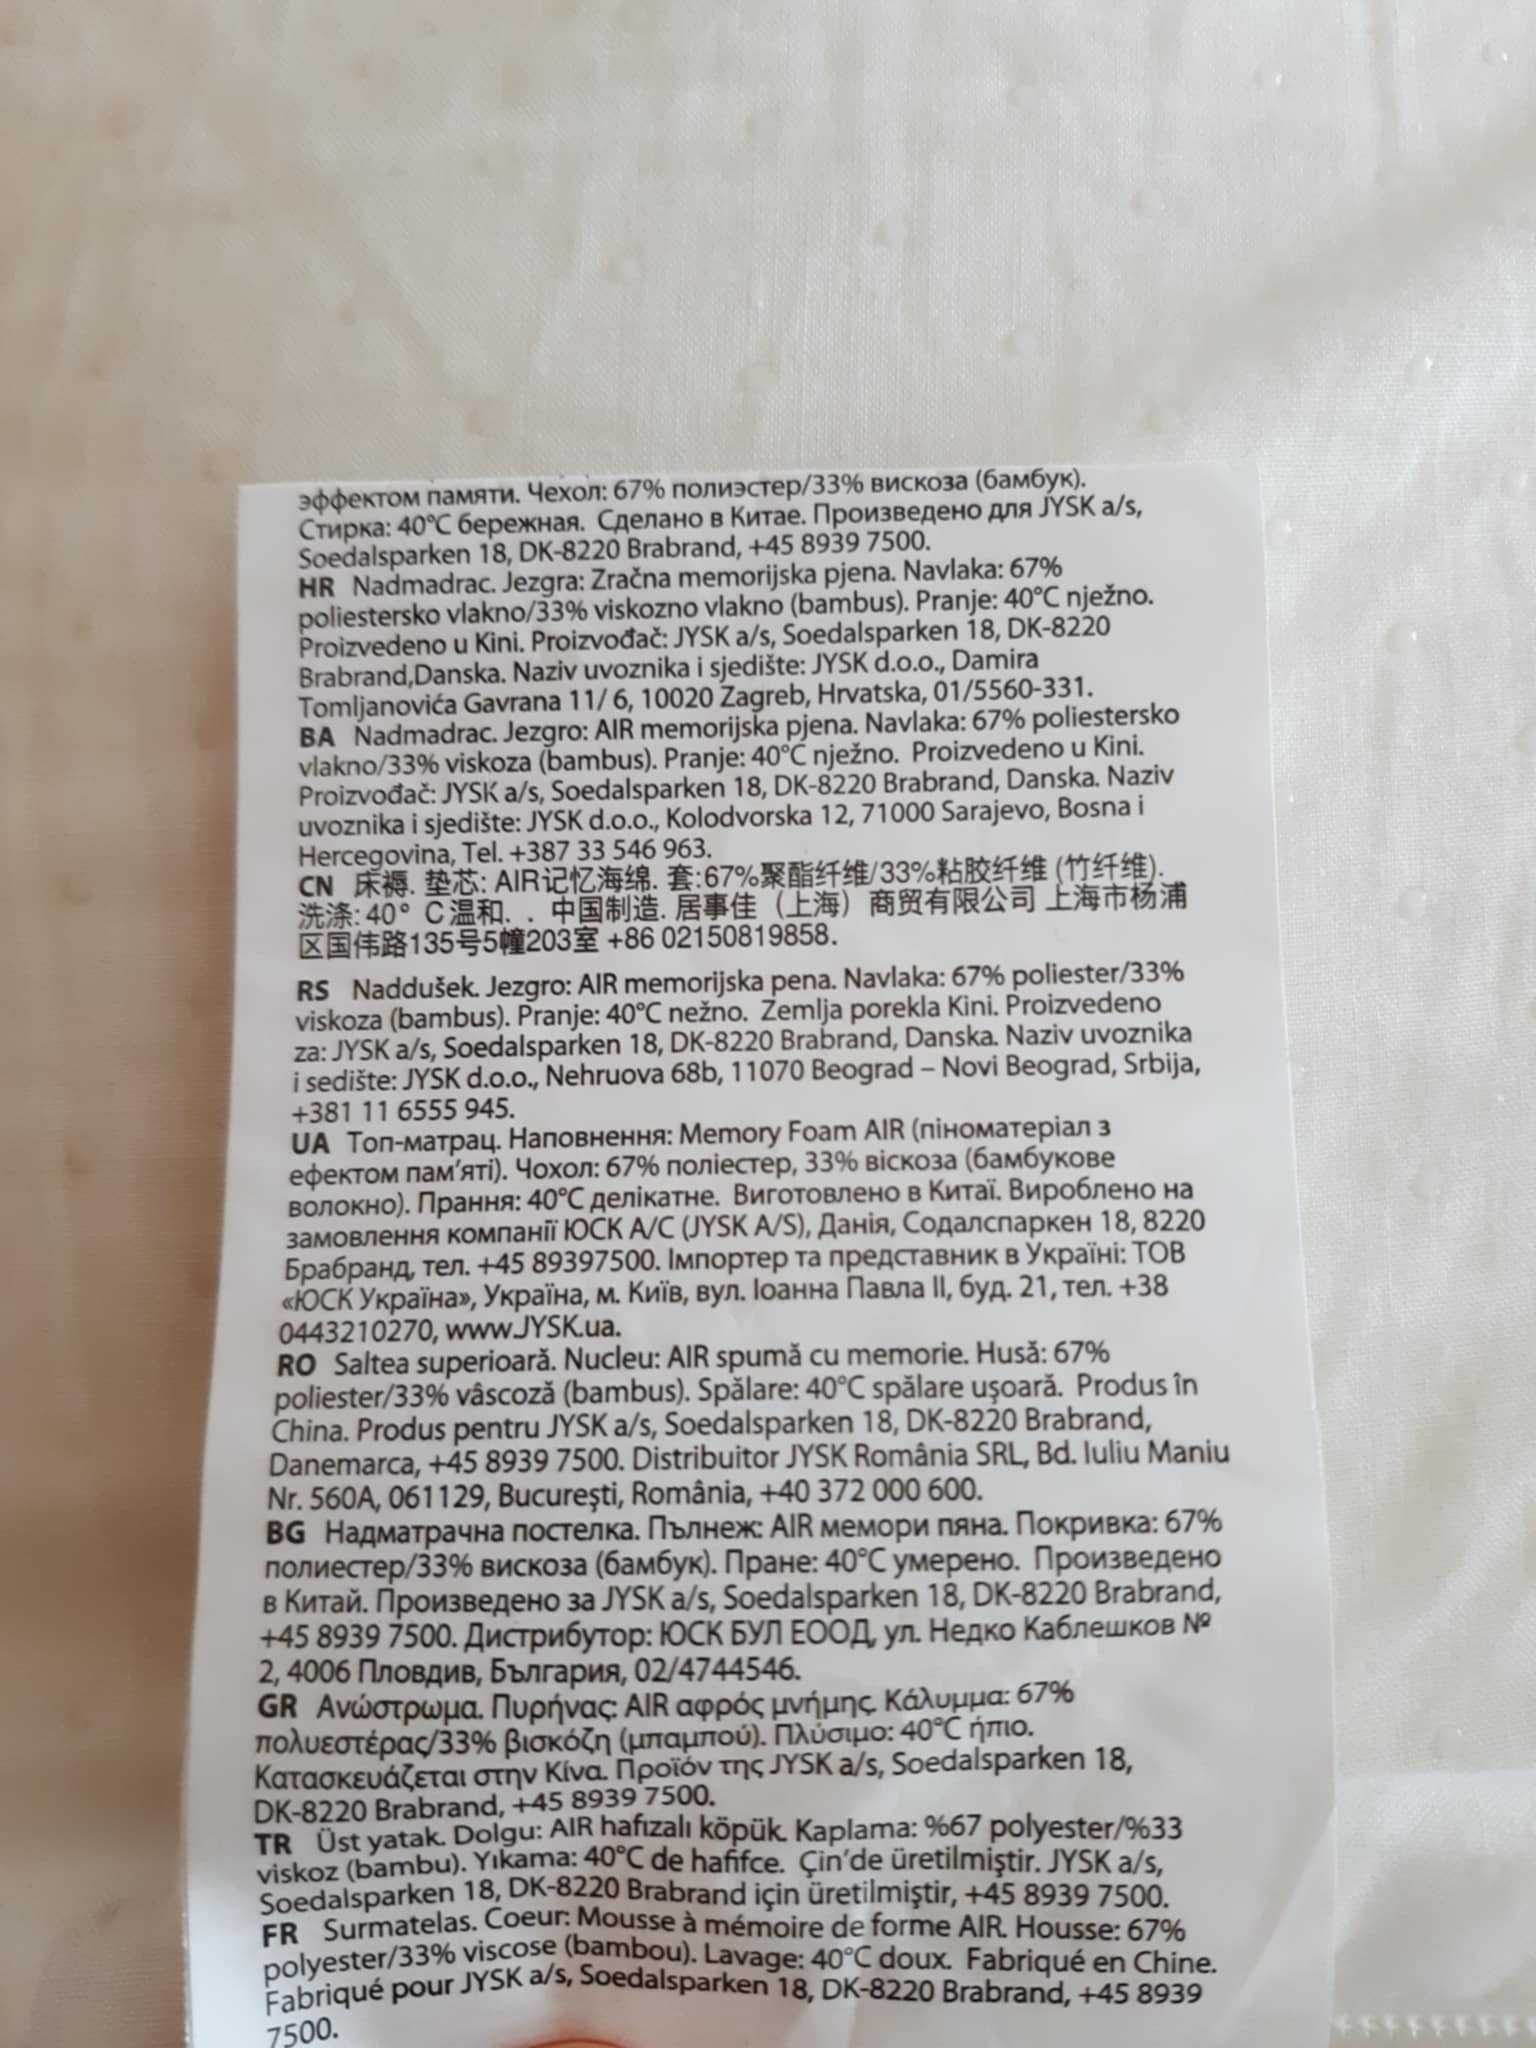 эффектом памяти. Чехол: 67% полиэстер/33% вискоза (бамбук).
Стирка: 40°C бережная. Сделано в Китае. Произведено для JYSK a/s,
Soedalsparken 18, DK-8220 Brabrand, +45 8939 7500.
HR Nadmadrac. Jezgra: Zračna memorijska pjena. Navlaka: 67%
poliestersko vlakno/33% viskozno vlakno (bambus). Pranje: 40°C nježno.
Proizvedeno u Kini. Proizvođač: JYSK a/s, Soedalsparken 18, DK-8220
Brabrand,Danska. Naziv uvoznika i sjedište: JYSK d.o.o., Damira
Tomljanovića Gavrana 11/ 6, 10020 Zagreb, Hrvatska, 01/5560-331.
BA Nadmadrac. Jezgro: AIR memorijska pjena. Navlaka: 67% poliestersko
vlakno/33% viskoza (bambus). Pranje: 40°C nježno. Proizvedeno u Kini.
Proizvođač: JYSK a/s, Soedalsparken 18, DK-8220 Brabrand, Danska. Naziv
uvoznika i sjedište: JYSK d.o.o., Kolodvorska 12, 71000 Sarajevo, Bosna i
Hercegovina, Tel. +387 33 546 963.
CN 床褥. 垫芯: AIR记忆海绵. 套:67%聚酯纤维/33%粘胶纤维 (竹纤维).
洗涤: 40° C温和. . 中国制造. 居事佳（上海）商贸有限公司 上海市杨浦
区国伟路135号5幢203室 +86 02150819858.
RS Naddušek. Jezgro: AIR memorijska pena. Navlaka: 67% poliester/33%
viskoza (bambus). Pranje: 40°C nežno. Zemlja porekla Kini. Proizvedeno
za: JYSK a/s, Soedalsparken 18, DK-8220 Brabrand, Danska. Naziv uvoznika
i sedište: JYSK d.o.o., Nehruova 68b, 11070 Beograd – Novi Beograd, Srbija,
+381 11 6555 945.
UA Топ-матрац. Наповнення: Memory Foam AIR (піноматеріал з
ефектом пам'яті). Чохол: 67% поліестер, 33% віскоза (бамбукове
волокно). Прання: 40°C делікатне. Виготовлено в Китаї. Вироблено на
замовлення компанії ЮСК А/С (JYSK A/S), Данія, Содалспаркен 18, 8220
Брабранд, тел. +45 89397500. Імпортер та представник в Україні: ТОВ
«ЮСК Україна», Україна, м. Київ, вул. Іоанна Павла ІІ, буд. 21, тел. +38
0443210270, www.JYSK.ua.
RO Saltea superioară. Nucleu: AIR spumă cu memorie. Husă: 67%
poliester/33% vâscoză (bambus). Spălare: 40°C spălare uşoară. Produs în
China. Produs pentru JYSK a/s, Soedalsparken 18, DK-8220 Brabrand,
Danemarca, +45 8939 7500. Distribuitor JYSK România SRL, Bd. Iuliu Maniu
Nr. 560A, 061129, Bucureşti, România, +40 372 000 600.
BG Надматрачна постелка. Пълнеж: AIR мемори пяна. Покривка: 67%
полиестер/33% вискоза (бамбук). Пране: 40°C умерено. Произведено
в Китай. Произведено за JYSK a/s, Soedalsparken 18, DK-8220 Brabrand,
+45 8939 7500. Дистрибутор: ЮСК БУЛ ЕООД, ул. Недко Каблешков №
2, 4006 Пловдив, България, 02/4744546.
GR Ανώστρωμα. Πυρήνας: AIR αφρός μνήμης. Κάλυμμα: 67%
πολυεστέρας/33% βισκόζη (μπαμπού). Πλύσιμο: 40°C ήπιο.
Κατασκευάζεται στην Κίνα. Προϊόν της JYSK a/s, Soedalsparken 18,
DK-8220 Brabrand, +45 8939 7500.
TR Üst yatak. Dolgu: AIR hafızalı köpük. Kaplama: %67 polyester/%33
viskoz (bambu). Yıkama: 40°C de hafifce. Çin'de üretilmiştir. JYSK a/s,
Soedalsparken 18, DK-8220 Brabrand için üretilmiştir, +45 8939 7500.
FR Surmatelas. Coeur: Mousse à mémoire de forme AIR. Housse: 67%
polyester/33% viscose (bambou). Lavage: 40°C doux. Fabriqué en Chine.
Fabriqué pour JYSK a/s, Soedalsparken 18, DK-8220 Brabrand, +45 8939
7500.